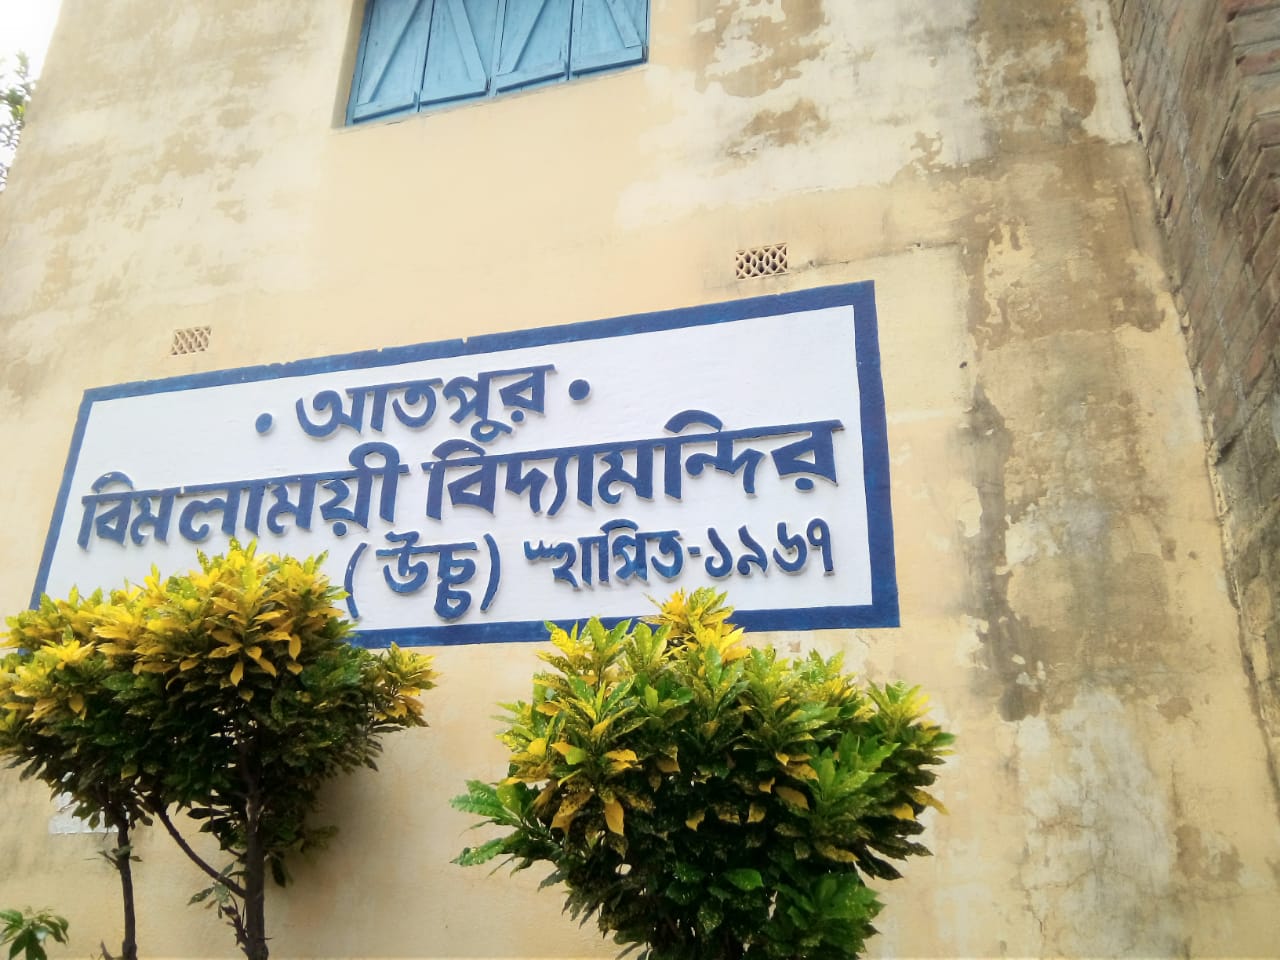 • আতপুর •
বিমলাময়ী বিদ্যামন্দির
(উচ্চ) স্থাপিত-১৯৬৭